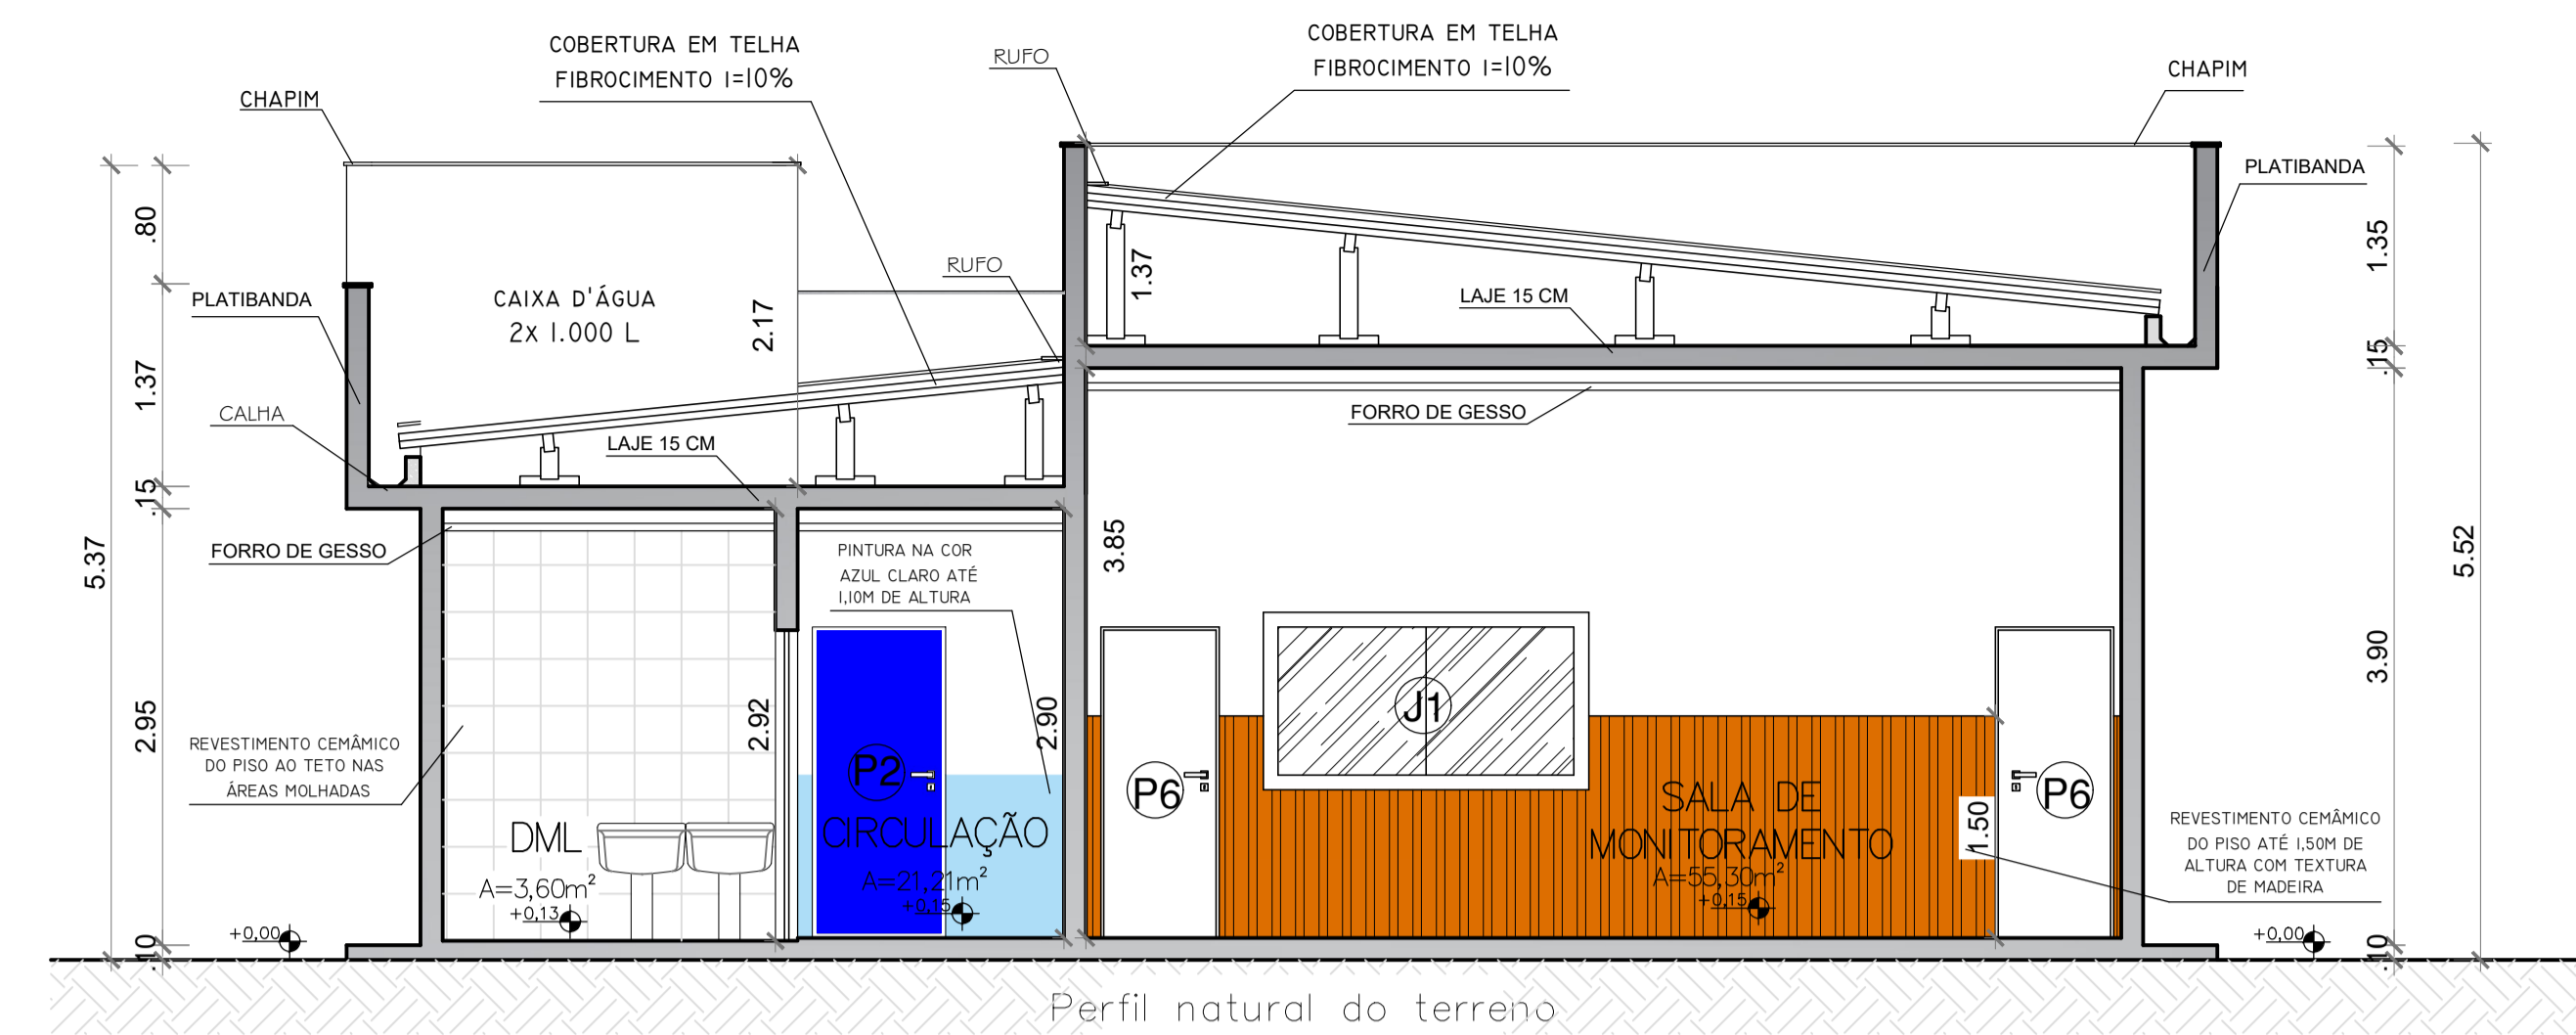 COBERTURA EM TELHA
FIBROCIMENTO I=10%
RUFO
COBERTURA EM TELHA
FIBROCIMENTO I=10%
CHAPIM
CHAPIM
PLATIBANDA
.80
1.35
1.37
RUFO
PLATIBANDA
CAIXA D'ÁGUA
2x 1.000 L
2.17
LAJE 15 CM
.15
1.37
CALHA
FORRO DE GESSO
LAJE 15 CM
.15
5.37
FORRO DE GESSO
PINTURA NA COR
AZUL CLARO ATÉ
1,10M DE ALTURA
3.85
5.52
3.90
2.95
2.92
2.90
REVESTIMENTO CEMÂMICO
DO PISO AO TETO NAS
ÁREAS MOLHADAS
P2
J1
P6
P6
DML
A=3,60m²
+0,13
CIRCULAÇÃO
A=21,21m²
+0,15
SALA DE
MONITORAMENTO
A=55,30m²
+0,15
1.50
REVESTIMENTO CEMÂMICO
DO PISO ATÉ 1,50M DE
ALTURA COM TEXTURA
DE MADEIRA
+0,00
+0,00
.10
.10
Perfil natural do terreno